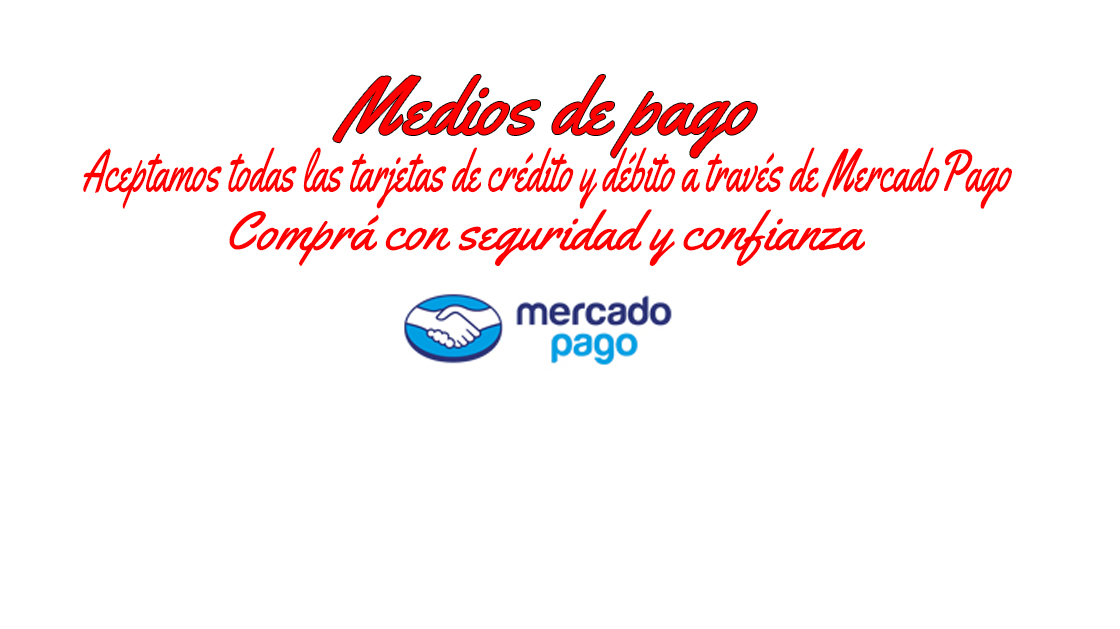 Medios de pago
Aceptamos todas las tarjetas de crédito y débito a través de Mercado Pago
Comprá con seguridad y confianza
mercado
pago